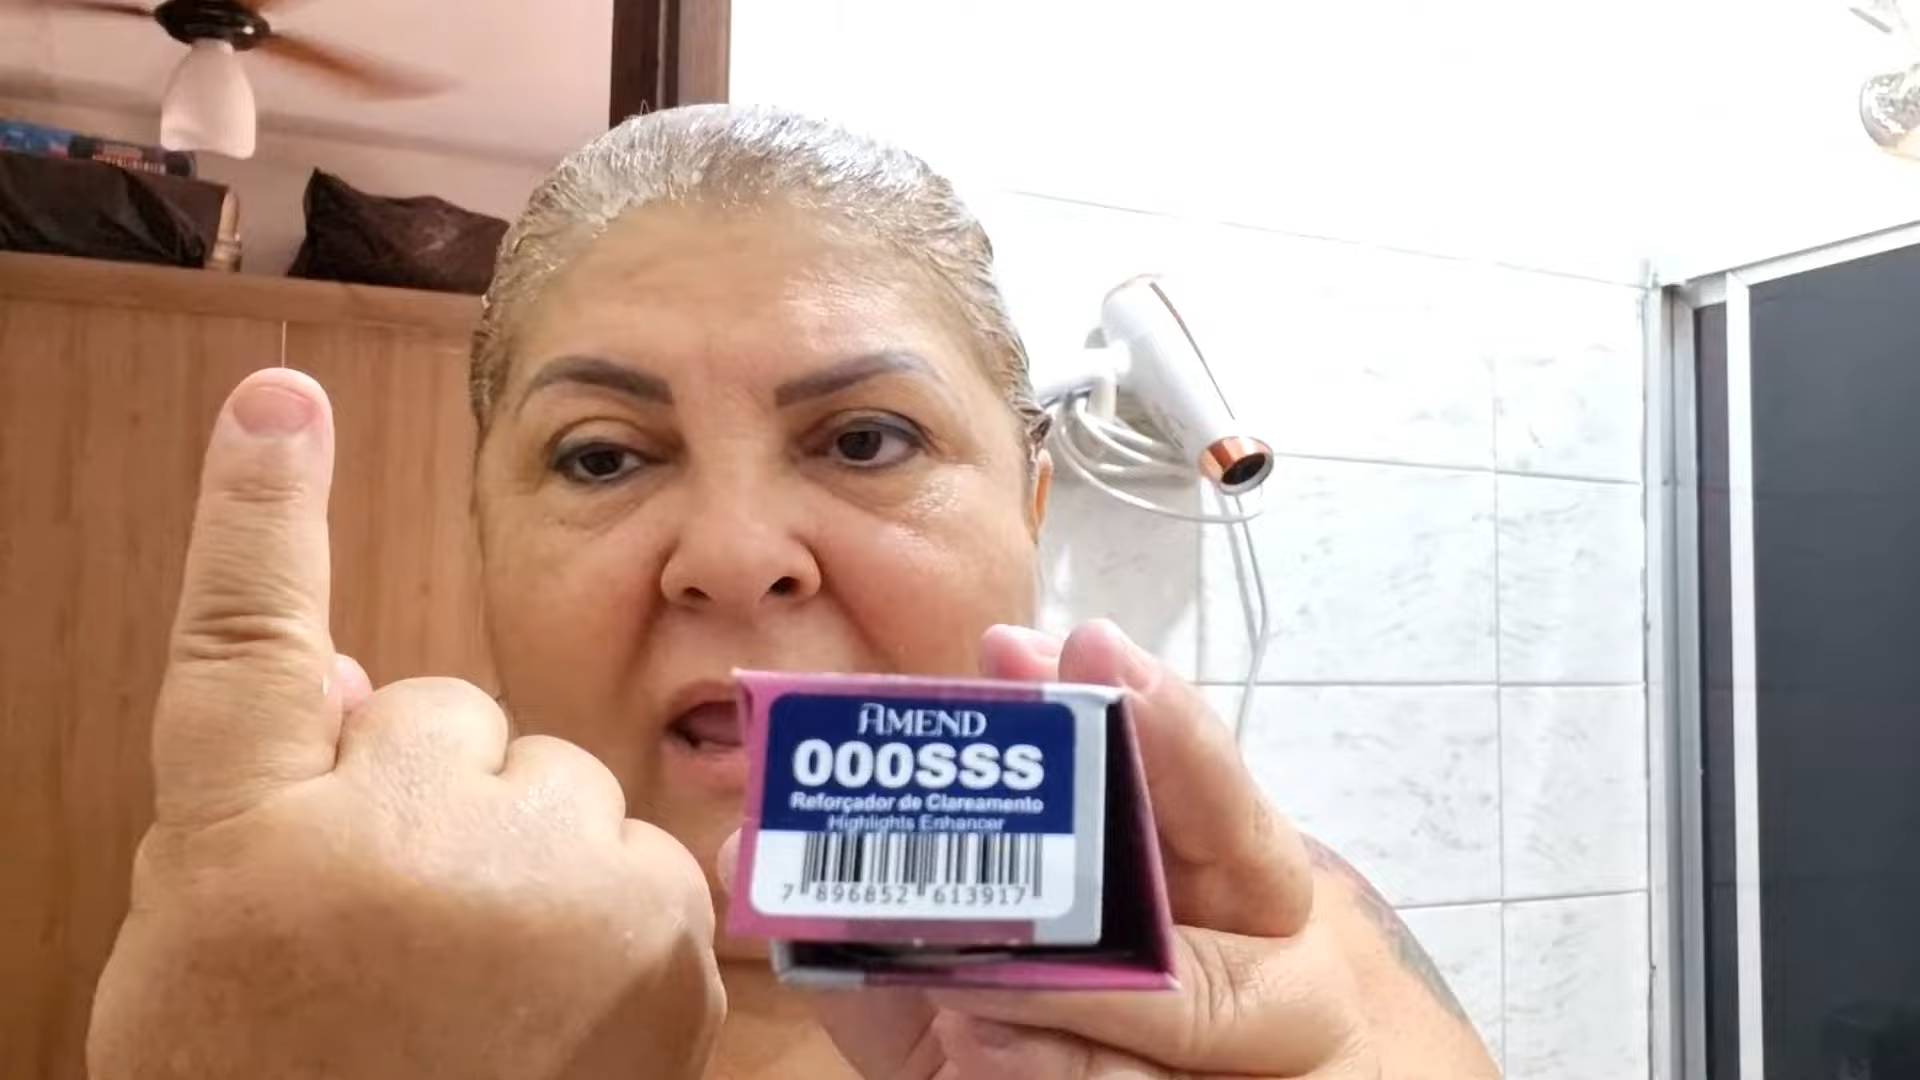 AMEND
000SSS
Reforçador de Clareamento
Highlights Enhancer
7 896852 613917